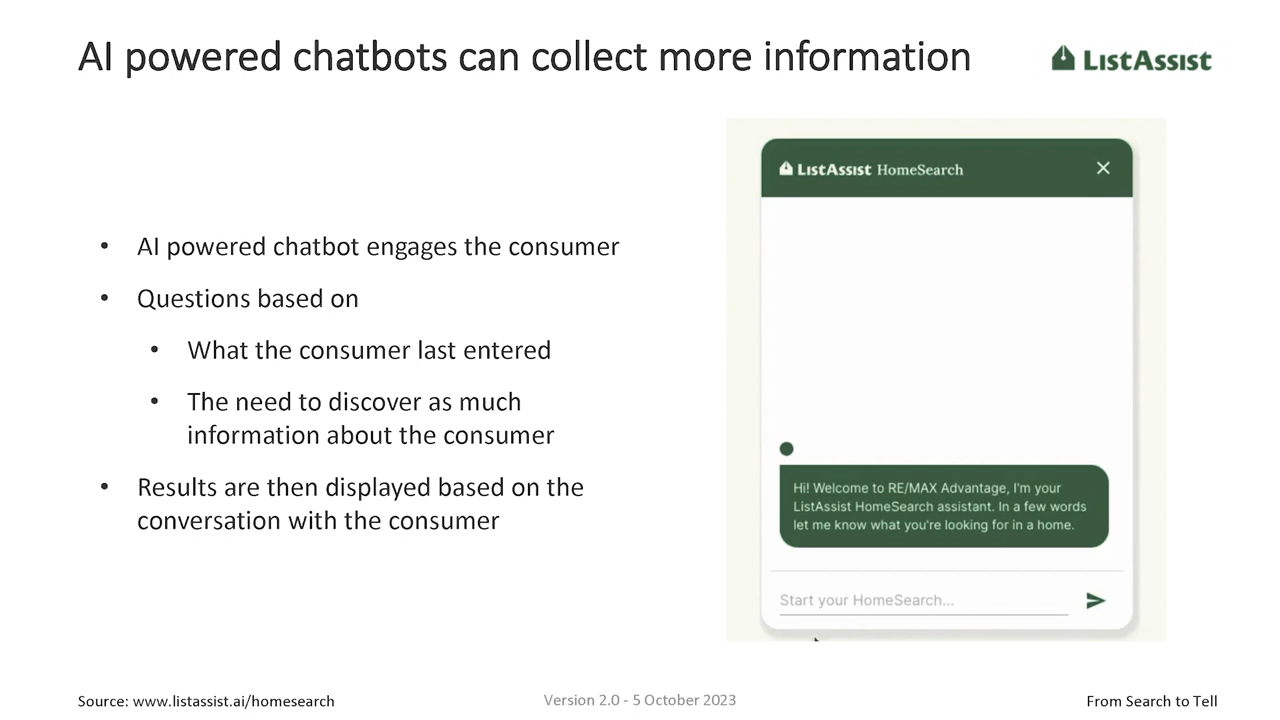 AI powered chatbots can collect more information
ListAssist
• AI powered chatbot engages the consumer
• Questions based on
• What the consumer last entered
• The need to discover as much
information about the consumer
• Results are then displayed based on the
conversation with the consumer
ListAssist HomeSearch
Hi! Welcome to RE/MAX Advantage, I'm your
ListAssist HomeSearch assistant. In a few words
let me know what you're looking for in a home.
Start your HomeSearch...
Source: www.listassist.ai/homesearch
Version 2.0 - 5 October 2023
From Search to Tell